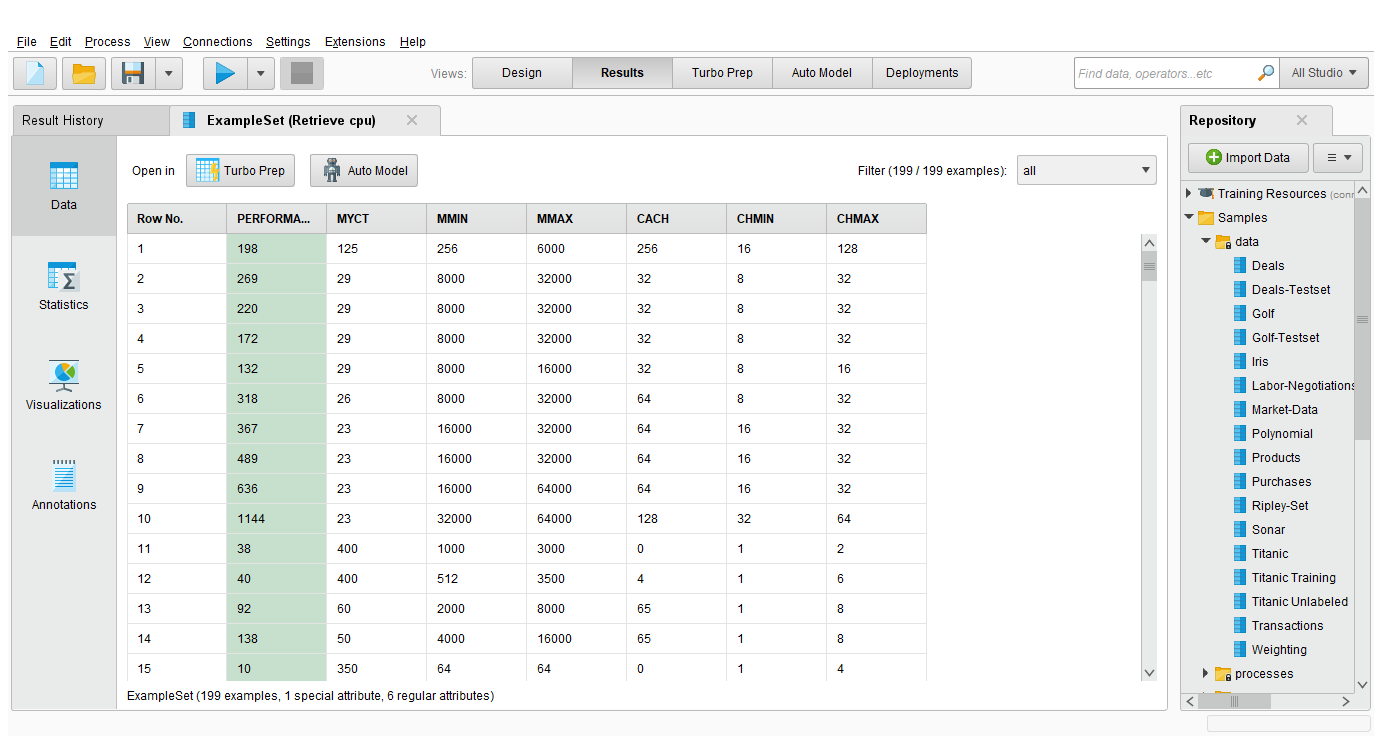 File Edit Process View Connections Settings Extensions Help
Views: Design Results Turbo Prep Auto Model Deployments Find data, operators...etc All Studio
Result History ExampleSet (Retrieve cpu)
Open in Turbo Prep Auto Model Filter (199 / 199 examples): all
Data
Statistics
Visualizations
Annotations
Row No. PERFORMA... MYCT MMIN MMAX CACH CHMIN CHMAX
1 198 125 256 6000 256 16 128
2 269 29 8000 32000 32 8 32
3 220 29 8000 32000 32 8 32
4 172 29 8000 32000 32 8 32
5 132 29 8000 16000 32 8 16
6 318 26 8000 32000 64 8 32
7 367 23 16000 32000 64 16 32
8 489 23 16000 32000 64 16 32
9 636 23 16000 64000 64 16 32
10 1144 23 32000 64000 128 32 64
11 38 400 1000 3000 0 1 2
12 40 400 512 3500 4 1 6
13 92 60 2000 8000 65 1 8
14 138 50 4000 16000 65 1 8
15 10 350 64 64 0 1 4
ExampleSet (199 examples, 1 special attribute, 6 regular attributes)
Repository
Import Data
Training Resources (conr
Samples
data
Deals
Deals-Testset
Golf
Golf-Testset
Iris
Labor-Negotiations
Market-Data
Polynomial
Products
Purchases
Ripley-Set
Sonar
Titanic
Titanic Training
Titanic Unlabeled
Transactions
Weighting
processes